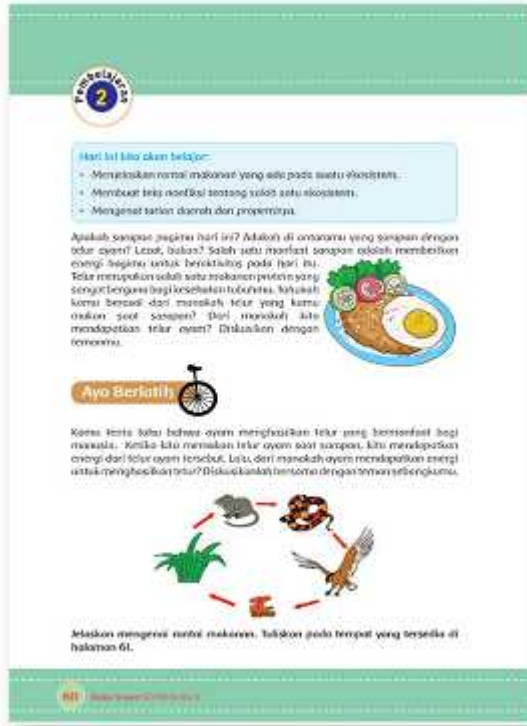 Pembelajaran
2
Hari ini kita akan belajar:
• Menjelaskan rantai makanan yang ada pada suatu ekosistem.
• Membuat teks nonfiksi tentang salah satu ekosistem.
• Mengenal tarian daerah dan propertinya.
Apakah sarapan pagimu hari ini? Adakah di antaramu yang sarapan dengan
telur ayam? Lezat, bukan? Salah satu manfaat sarapan adalah memberikan
energi bagimu untuk beraktivitas pada hari itu.
Telur merupakan salah satu makanan protein yang
sangat berguna bagi kesehatan tubuhmu. Tahukah
kamu berasal dari manakah telur yang kamu
makan saat sarapan? Dari manakah kita
mendapatkan telur ayam? Diskusikan dengan
temanmu.
Ayo Berlatih
Kamu tentu tahu bahwa ayam menghasilkan telur yang bermanfaat bagi
manusia. Ketika kita memakan telur ayam saat sarapan, kita mendapatkan
energi dari telur ayam tersebut. Lalu, dari manakah ayam mendapatkan energi
untuk menghasilkan telur? Diskusikanlah bersama dengan teman sebangkumu.
Jelaskan mengenai rantai makanan. Tuliskan pada tempat yang tersedia di
halaman 61.
60